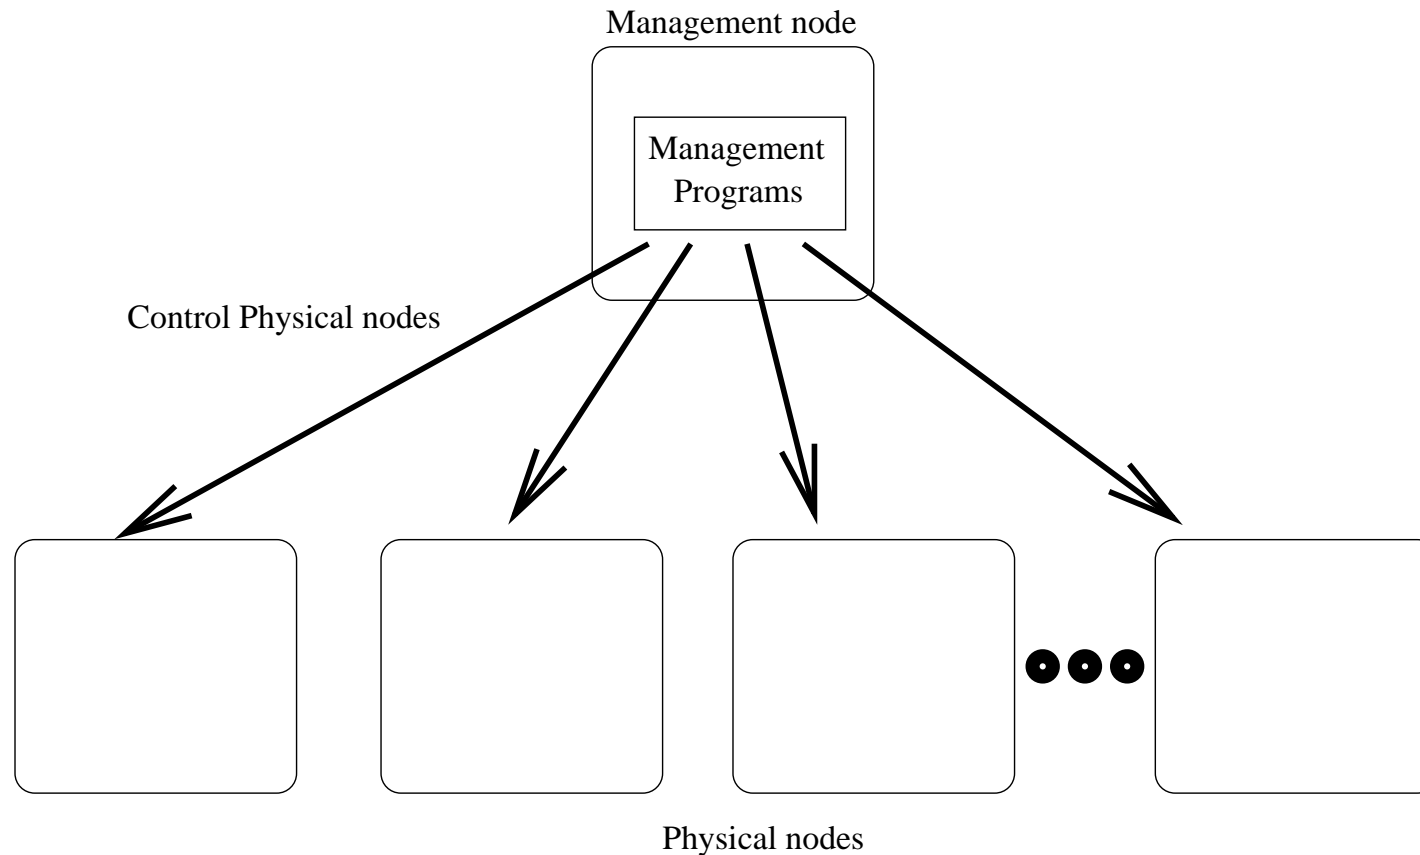 Management node
Management
Programs
Control Physical nodes
Physical nodes